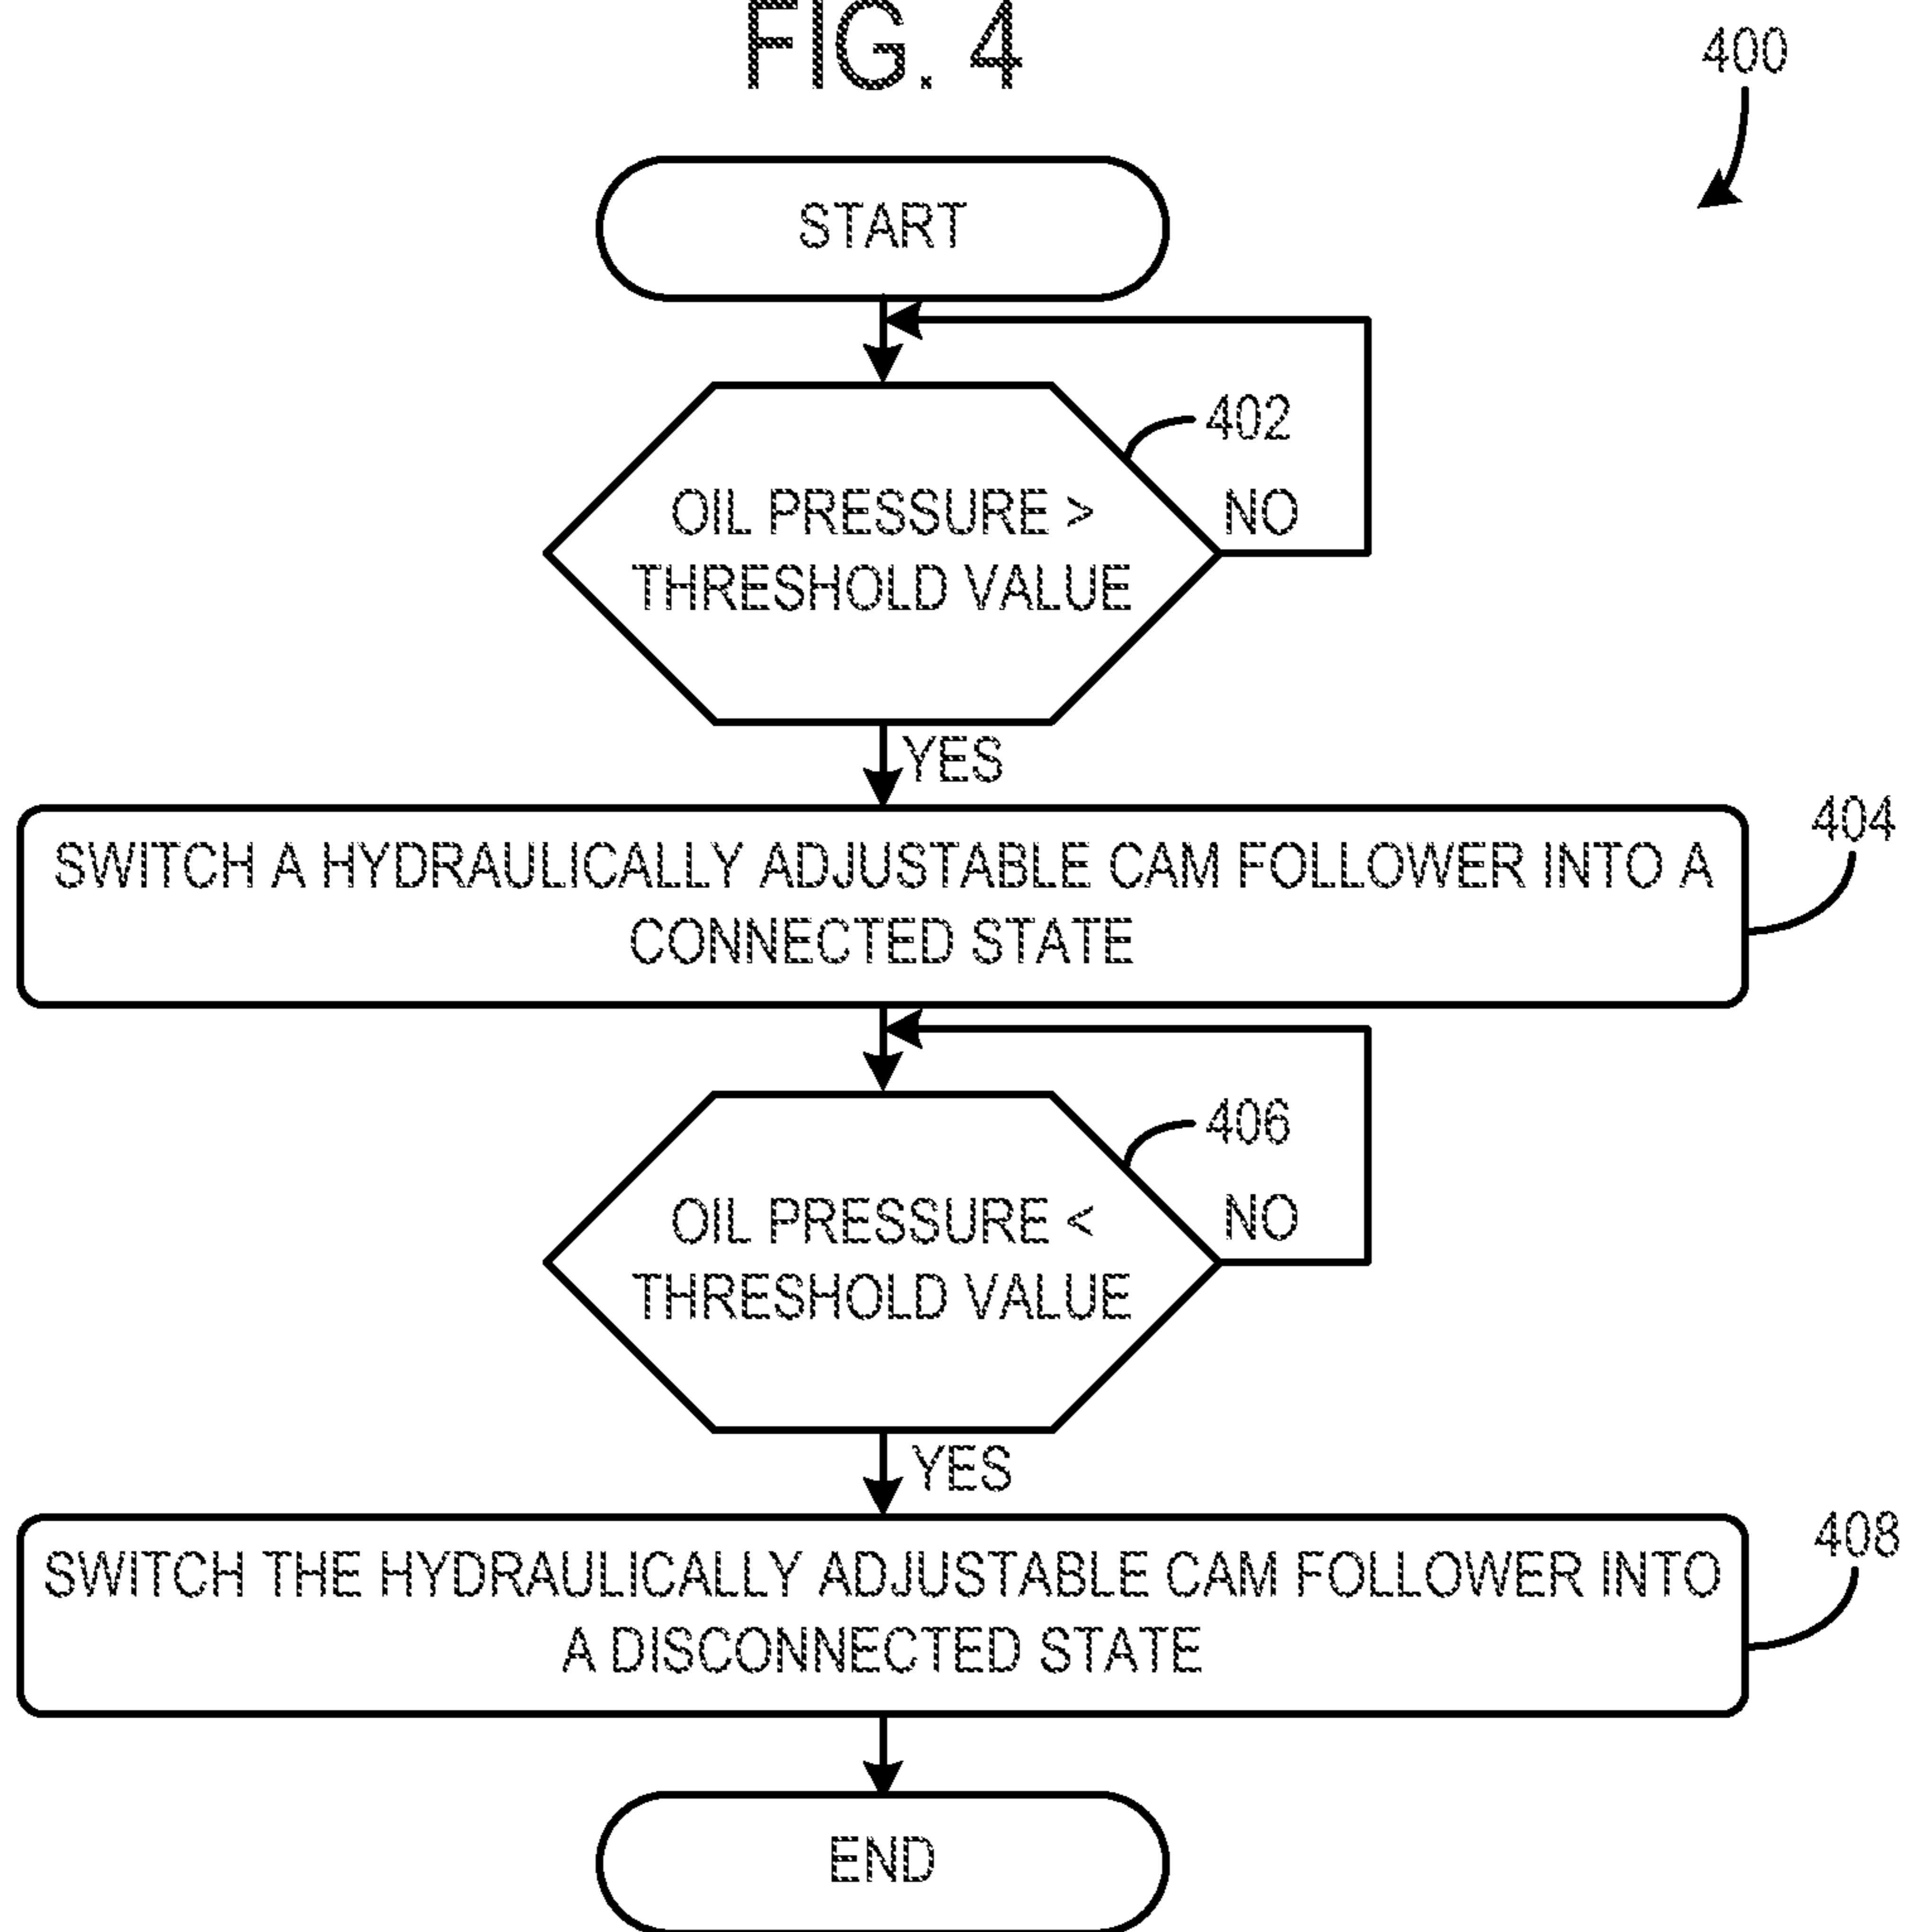 FIG. 4
400
START
402
OIL PRESSURE >
THRESHOLD VALUE
NO
YES
404
SWITCH A HYDRAULICALLY ADJUSTABLE CAM FOLLOWER INTO A
CONNECTED STATE
406
OIL PRESSURE <
THRESHOLD VALUE
NO
YES
408
SWITCH THE HYDRAULICALLY ADJUSTABLE CAM FOLLOWER INTO
A DISCONNECTED STATE
END